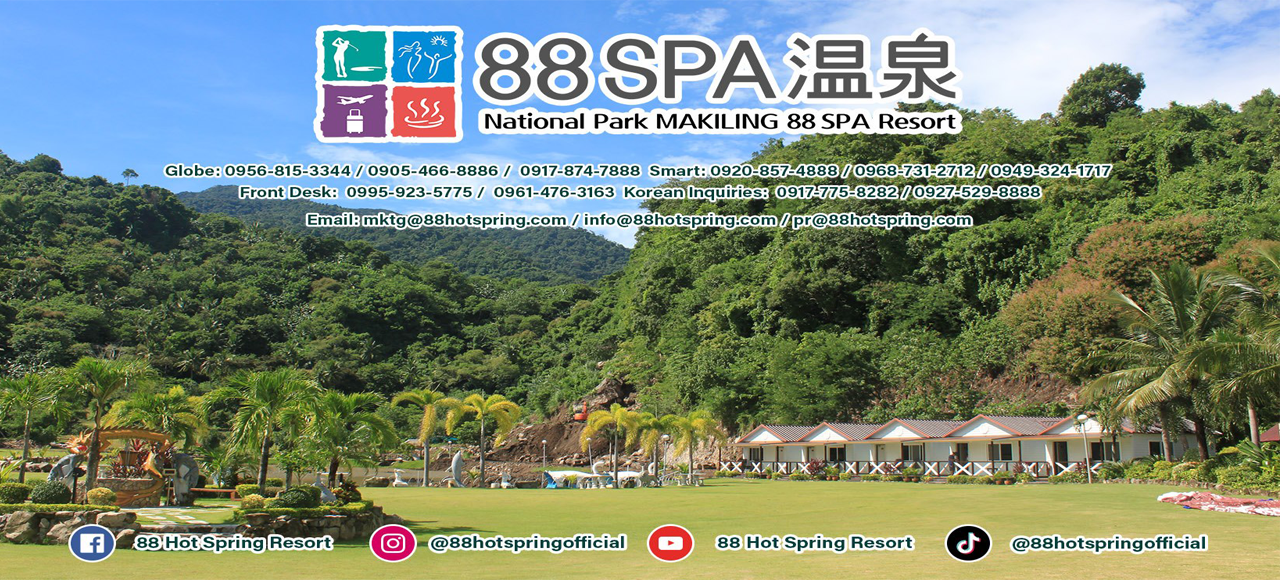 88 SPA 温泉
National Park MAKILING 88 SPA Resort
Globe: 0956-815-3344 / 0905-466-8886 / 0917-874-7888 Smart: 0920-857-4888 / 0968-731-2712 / 0949-324-1717
Front Desk: 0995-923-5775 / 0961-476-3163 Korean Inquiries: 0917-775-8282 / 0927-529-8888
Email: mktg@88hotspring.com / info@88hotspring.com / pr@88hotspring.com
88 Hot Spring Resort @88hotspringofficial 88 Hot Spring Resort @88hotspringofficial